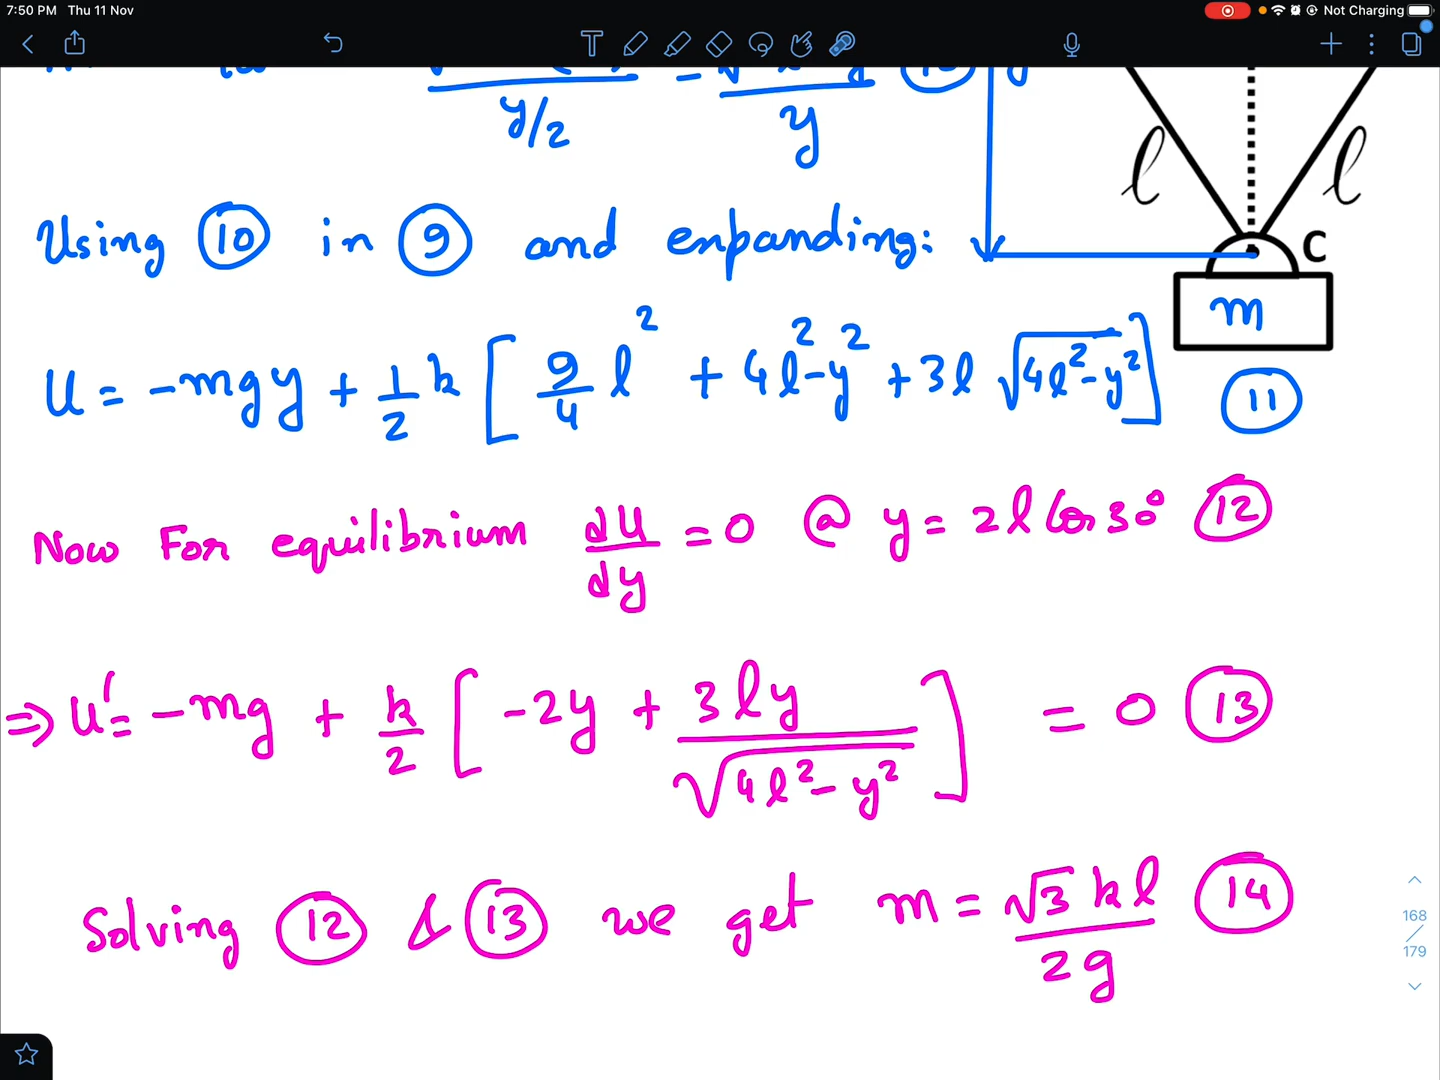 7:50 PM Thu 11 Nov
Not Charging
y/2
y
l l
Using (10) in (9) and expanding:
C
m
U = -mgy + 1/2 k [ 9/4 l² + 4l² - y² + 3l √(4l² - y²) ] (11)
Now For equilibrium dU/dy = 0 @ y = 2l Cos 30° (12)
⇒ U' = -mg + k/2 [ -2y + 3ly/√(4l² - y²) ] = 0 (13)
Solving (12) & (13) we get m = √3 kl/2g (14)
168
/
179